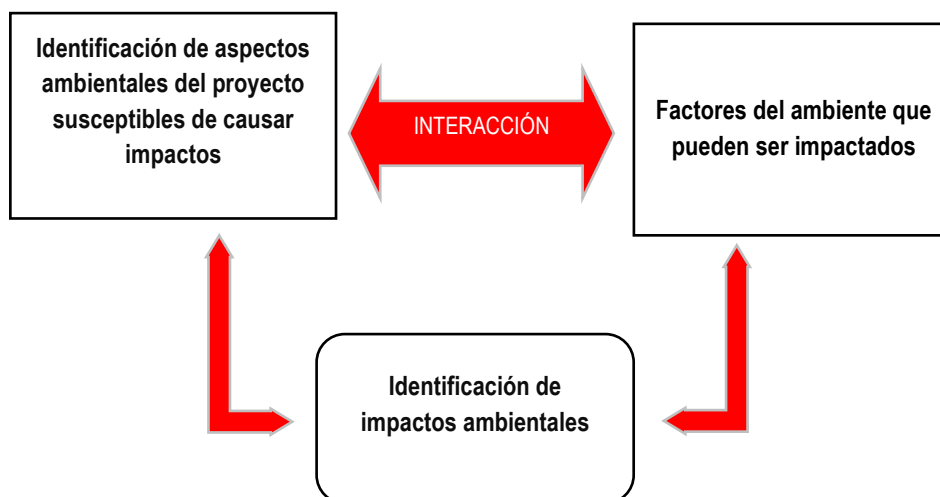 Identificación de aspectos
ambientales del proyecto
susceptibles de causar
impactos
INTERACCIÓN
Factores del ambiente que
pueden ser impactados
Identificación de
impactos ambientales